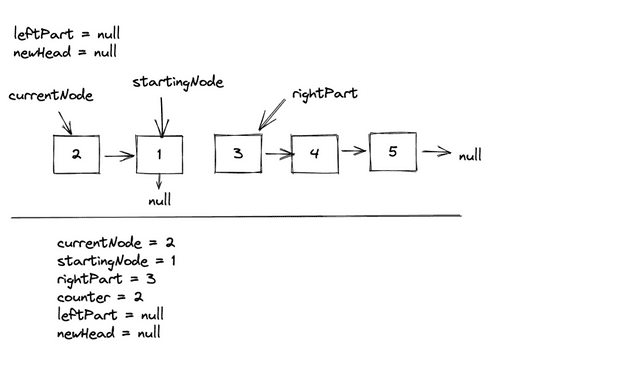 leftPart = null
newHead = null
startingNode
currentNode
rightPart
2
1
3
4
5
null
null
currentNode = 2
startingNode = 1
rightPart = 3
counter = 2
leftPart = null
newHead = null